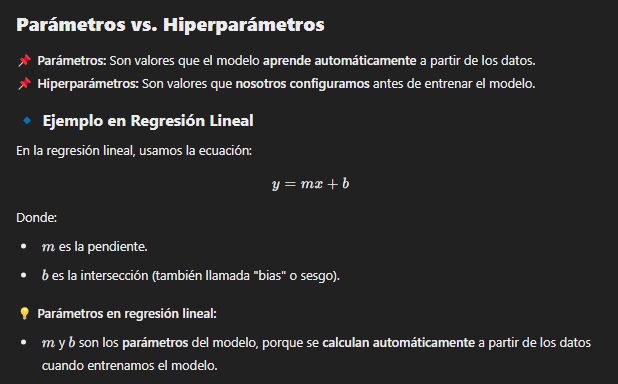 Parámetros vs. Hiperparámetros
📌 Parámetros: Son valores que el modelo aprende automáticamente a partir de los datos.
📌 Hiperparámetros: Son valores que nosotros configuramos antes de entrenar el modelo.
🔹 Ejemplo en Regresión Lineal
En la regresión lineal, usamos la ecuación:
y = mx + b
Donde:
• m es la pendiente.
• b es la intersección (también llamada "bias" o sesgo).
💡 Parámetros en regresión lineal:
• m y b son los parámetros del modelo, porque se calculan automáticamente a partir de los datos
cuando entrenamos el modelo.